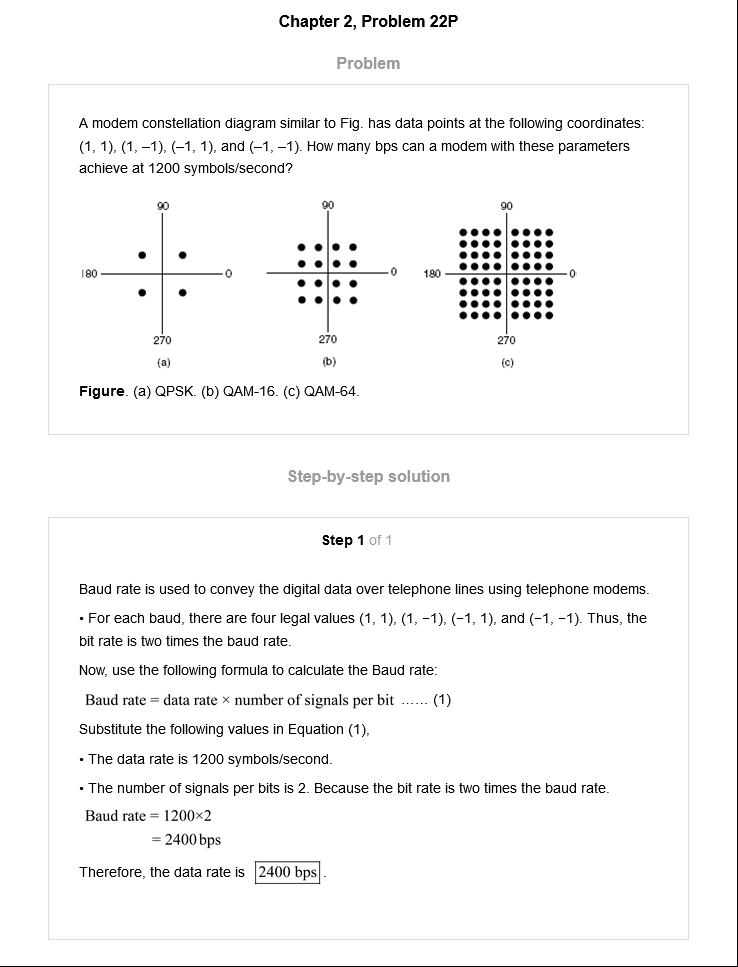 Chapter 2, Problem 22P
Problem
A modem constellation diagram similar to Fig. has data points at the following coordinates:
(1, 1), (1, –1), (–1, 1), and (–1, –1). How many bps can a modem with these parameters
achieve at 1200 symbols/second?
90 90 90
180 0 0 180 0
270 270 270
(a) (b) (c)
Figure. (a) QPSK. (b) QAM-16. (c) QAM-64.
Step-by-step solution
Step 1 of 1
Baud rate is used to convey the digital data over telephone lines using telephone modems.
• For each baud, there are four legal values (1, 1), (1, −1), (−1, 1), and (−1, −1). Thus, the
bit rate is two times the baud rate.
Now, use the following formula to calculate the Baud rate:
Baud rate = data rate × number of signals per bit ...... (1)
Substitute the following values in Equation (1),
• The data rate is 1200 symbols/second.
• The number of signals per bits is 2. Because the bit rate is two times the baud rate.
Baud rate = 1200×2
= 2400 bps
Therefore, the data rate is 2400 bps.